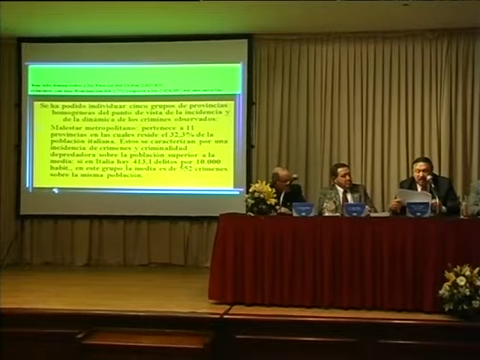 Se ha podido individuar cinco grupos de provincias
homogéneas del punto de vista de la incidencia y
de la dinámica de los crímenes observados:
Malestar metropolitano: pertenece a 11
provincias en las cuales reside el 32,3% de la
población italiana. Estos se caracterizan por una
incidencia de crímenes y criminalidad
depredadora sobre la población superior a la
media: si en Italia hay 413,1 delitos por 10.000
habit., en este grupo la media es de 552 crímenes
sobre la misma población.